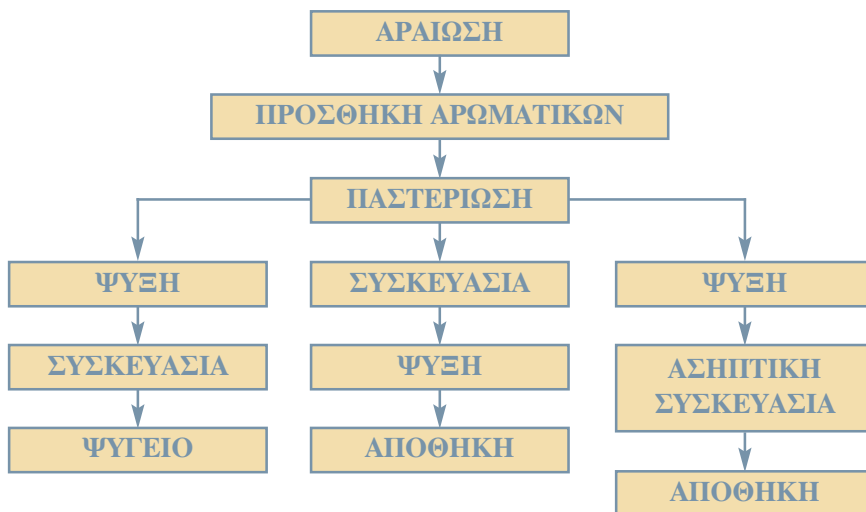 ΑΡΑΙΩΣΗ
ΠΡΟΣΘΗΚΗ ΑΡΩΜΑΤΙΚΩΝ
ΠΑΣΤΕΡΙΩΣΗ
ΨΥΞΗ
ΣΥΣΚΕΥΑΣΙΑ
ΨΥΓΕΙΟ
ΣΥΣΚΕΥΑΣΙΑ
ΨΥΞΗ
ΑΠΟΘΗΚΗ
ΨΥΞΗ
ΑΣΗΠΤΙΚΗ
ΣΥΣΚΕΥΑΣΙΑ
ΑΠΟΘΗΚΗ